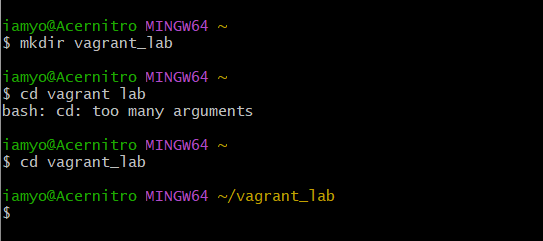 iamyo@Acernitro MINGW64 ~
$ mkdir vagrant_lab
iamyo@Acernitro MINGW64 ~
$ cd vagrant lab
bash: cd: too many arguments
iamyo@Acernitro MINGW64 ~
$ cd vagrant_lab
iamyo@Acernitro MINGW64 ~/vagrant_lab
$